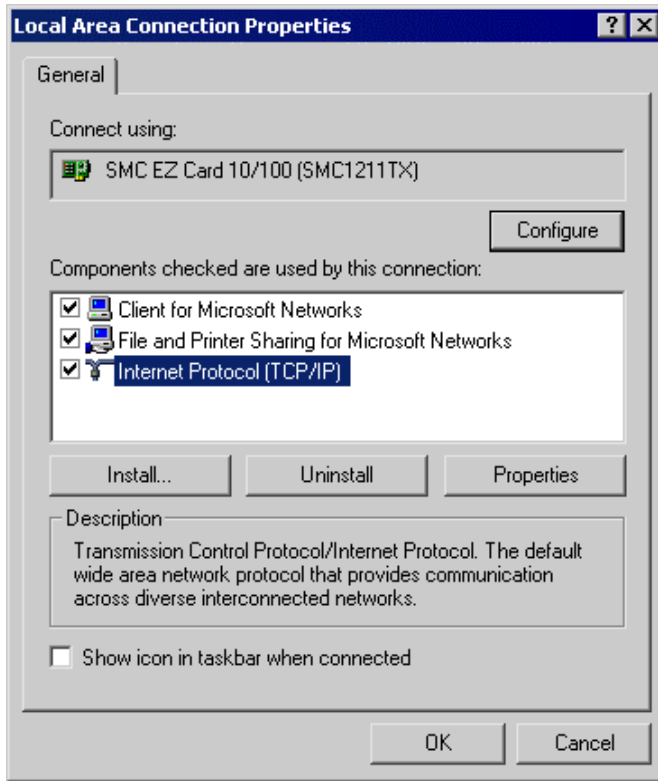 Local Area Connection Properties
General
Connect using:
SMC EZ Card 10/100 (SMC1211TX)
Configure
Components checked are used by this connection:
Client for Microsoft Networks
File and Printer Sharing for Microsoft Networks
Internet Protocol (TCP/IP)
Install...
Uninstall
Properties
Description
Transmission Control Protocol/Internet Protocol. The default
wide area network protocol that provides communication
across diverse interconnected networks.
Show icon in taskbar when connected
OK
Cancel